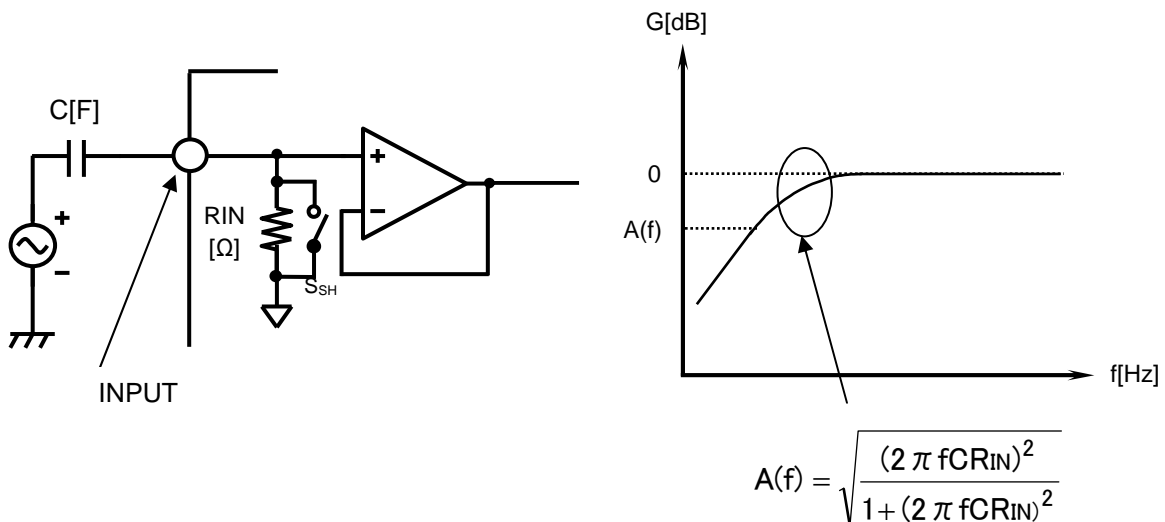 C[F]
+
−
INPUT
RIN
[Ω]
SSH
+
−
G[dB]
0
A(f)
f[Hz]
A(f) = √((2πfCRIN)² / (1+(2πfCRIN)²))